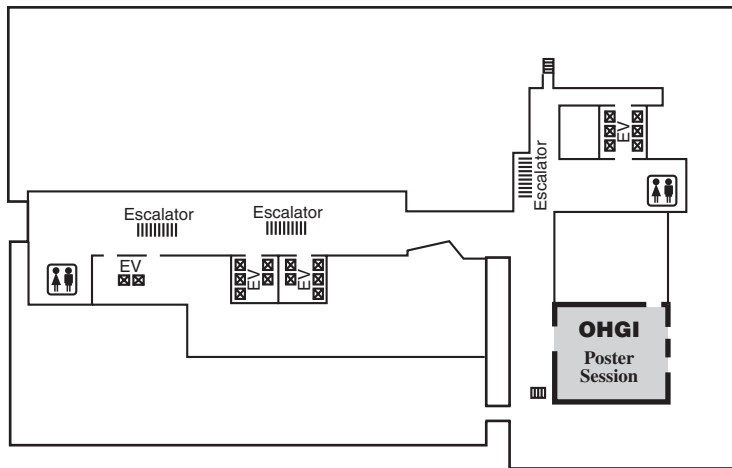 EV
Escalator
Escalator
Escalator
EV
EV
EV
OHGI
Poster
Session